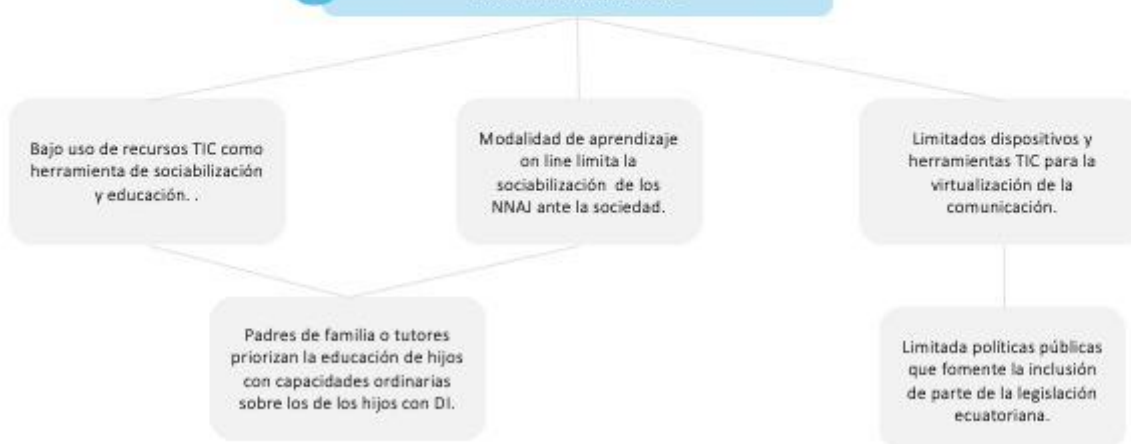 Bajo uso de recursos TIC como
herramienta de sociabilización
y educación. .
Modalidad de aprendizaje
on line limita la
sociabilización de los
NNAJ ante la sociedad.
Limitados dispositivos y
herramientas TIC para la
virtualización de la
comunicación.
Padres de familia o tutores
priorizan la educación de hijos
con capacidades ordinarias
sobre los de los hijos con DI.
Limitada políticas públicas
que fomente la inclusión
de parte de la legislación
ecuatoriana.